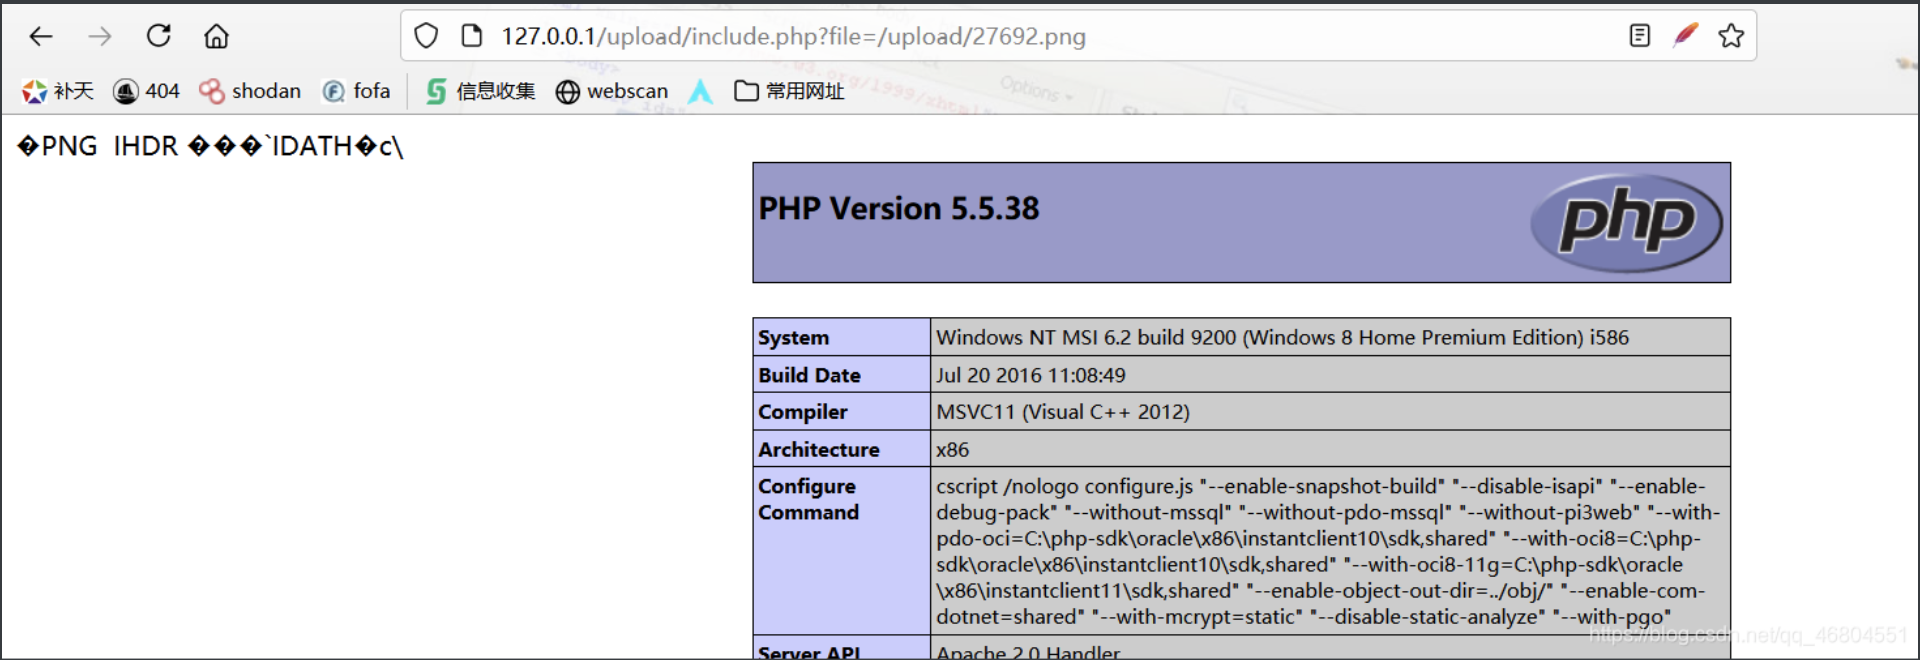 127.0.0.1/upload/include.php?file=/upload/27692.png
补天 404 shodan fofa 信息收集 webscan 常用网址
Options
�PNG IHDR ���`IDATH�c\
PHP Version 5.5.38
php
System Windows NT MSI 6.2 build 9200 (Windows 8 Home Premium Edition) i586
Build Date Jul 20 2016 11:08:49
Compiler MSVC11 (Visual C++ 2012)
Architecture x86
Configure Command cscript /nologo configure.js "--enable-snapshot-build" "--disable-isapi" "--enable-
debug-pack" "--without-mssql" "--without-pdo-mssql" "--without-pi3web" "--with-
pdo-oci=C:\php-sdk\oracle\x86\instantclient10\sdk,shared" "--with-oci8=C:\php-
sdk\oracle\x86\instantclient10\sdk,shared" "--with-oci8-11g=C:\php-sdk\oracle
\x86\instantclient11\sdk,shared" "--enable-object-out-dir=../obj/" "--enable-com-
dotnet=shared" "--with-mcrypt=static" "--disable-static-analyze" "--with-pgo"
Server API Apache 2.0 Handler
https://blog.csdn.net/qq_46804551